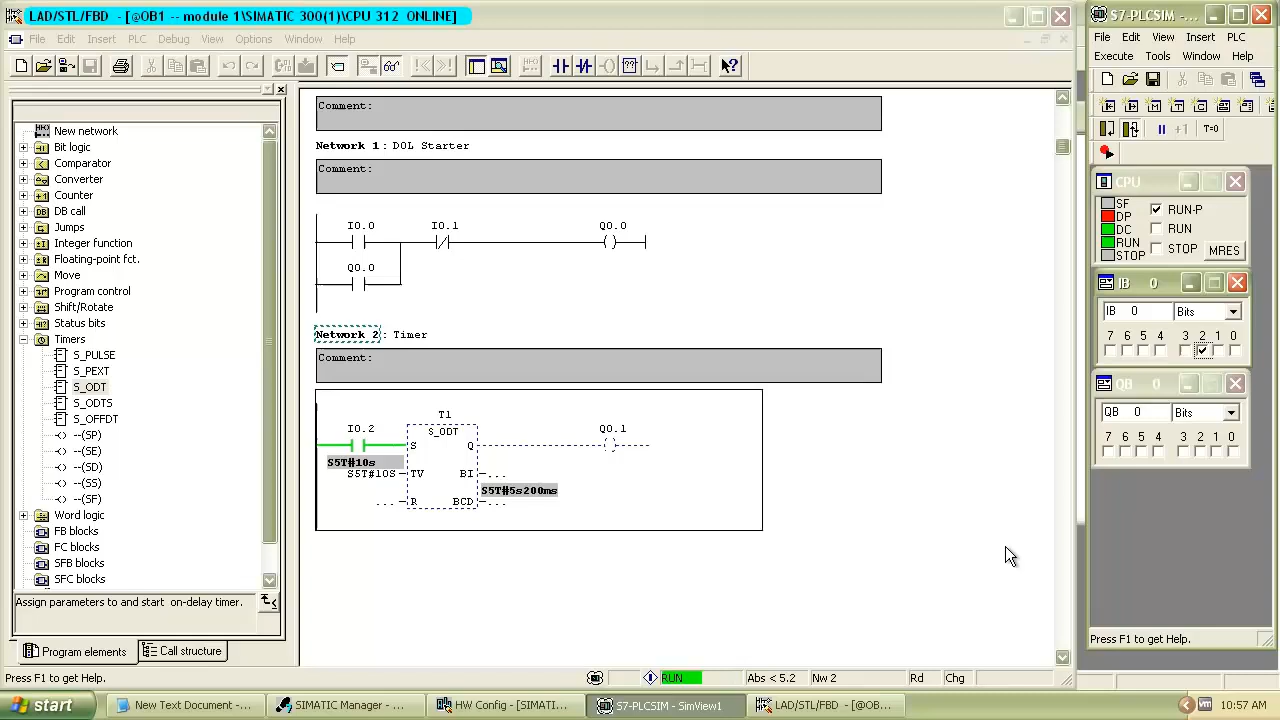 LAD/STL/FBD - [@OB1 -- module 1\SIMATIC 300(1)\CPU 312 ONLINE]
File Edit Insert PLC Debug View Options Window Help
New network
Bit logic
Comparator
Converter
Counter
DB call
Jumps
Integer function
Floating-point fct.
Move
Program control
Shift/Rotate
Status bits
Timers
S_PULSE
S_PEXT
S_ODT
S_ODTS
S_OFFDT
--(SP)
--(SE)
--(SD)
--(SS)
--(SF)
Word logic
FB blocks
FC blocks
SFB blocks
SFC blocks
Assign parameters to and start on-delay timer.
Program elements
Call structure
Comment:
Network 1 : DOL Starter
Comment:
I0.0 I0.1 Q0.0
Q0.0
Network 2 : Timer
Comment:
T1
I0.2 S_ODT Q0.1
S Q
S5T#10s
S5T#10S TV BI ...
S5T#5s200ms
... R BCD ...
Press F1 to get Help.
RUN Abs < 5.2 Nw 2 Rd Chg
S7-PLCSIM - ...
File Edit View Insert PLC
Execute Tools Window Help
+1 T=0
CPU
SF
DP
DC
RUN
STOP
RUN-P
RUN
STOP
MRES
IB 0
IB 0 Bits
7 6 5 4 3 2 1 0
QB 0
QB 0 Bits
7 6 5 4 3 2 1 0
Press F1 to get Help.
start
New Text Document - ...
SIMATIC Manager - ...
HW Config - [SIMATI...
S7-PLCSIM - SimView1
LAD/STL/FBD - [@OB...
10:57 AM